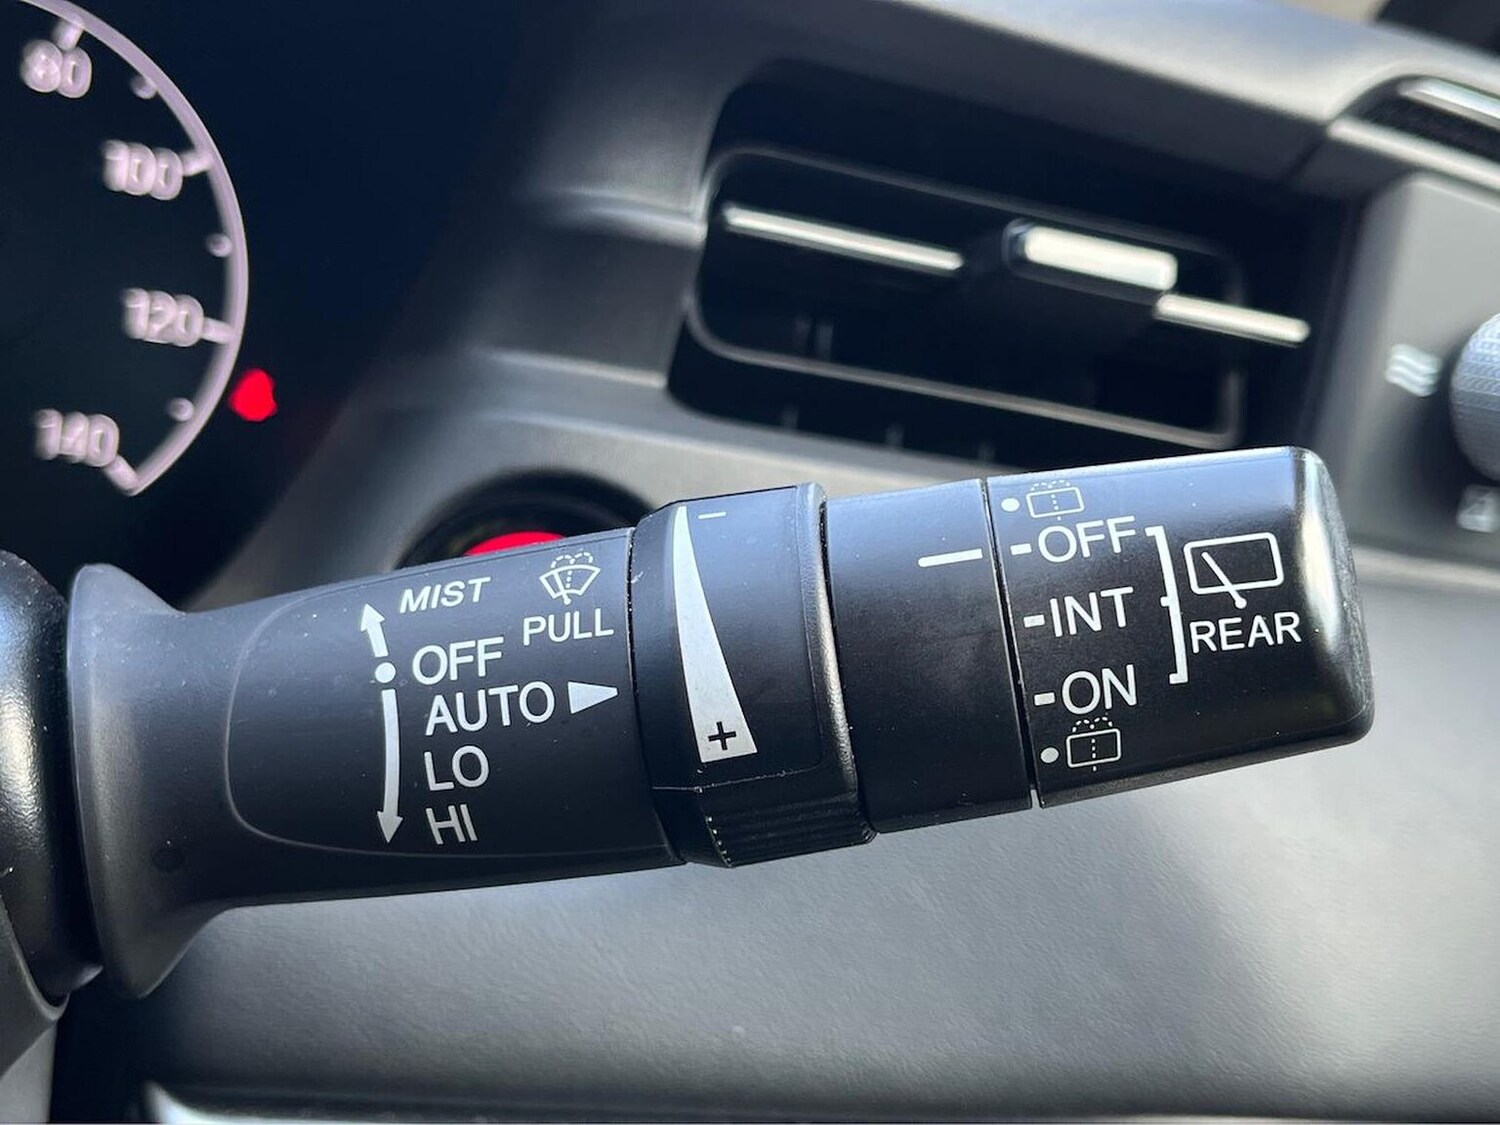 80
100
120
140
MIST
PULL
OFF
AUTO
LO
HI
−
+
-OFF
-INT
-ON
REAR